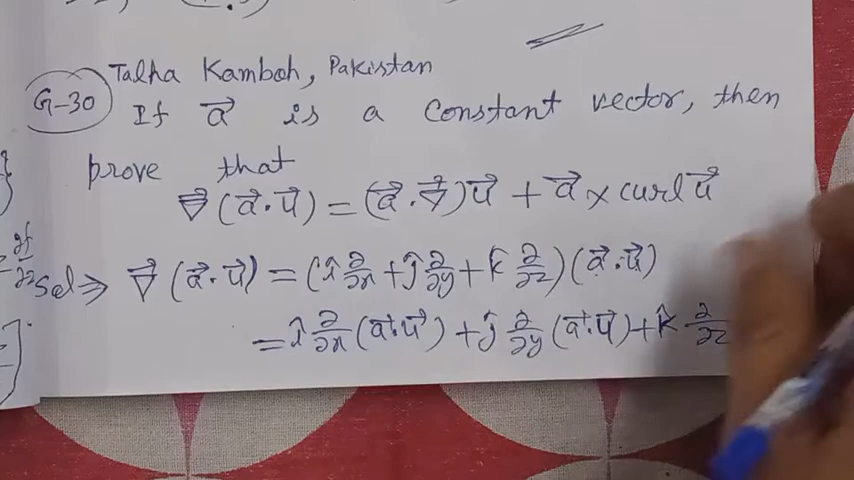 Talha Kamboh, Pakistan
G-30 If a⃗ is a constant vector, then
prove that
∇⃗ (a⃗ · u⃗) = (a⃗ · ∇⃗) u⃗ + a⃗ × curl u⃗
Sol ⇒ ∇⃗ (a⃗ · u⃗) = (î ∂/∂x + ĵ ∂/∂y + k̂ ∂/∂z) (a⃗ · u⃗)
= î ∂/∂x (a⃗ · u⃗) + ĵ ∂/∂y (a⃗ · u⃗) + k̂ ∂/∂z